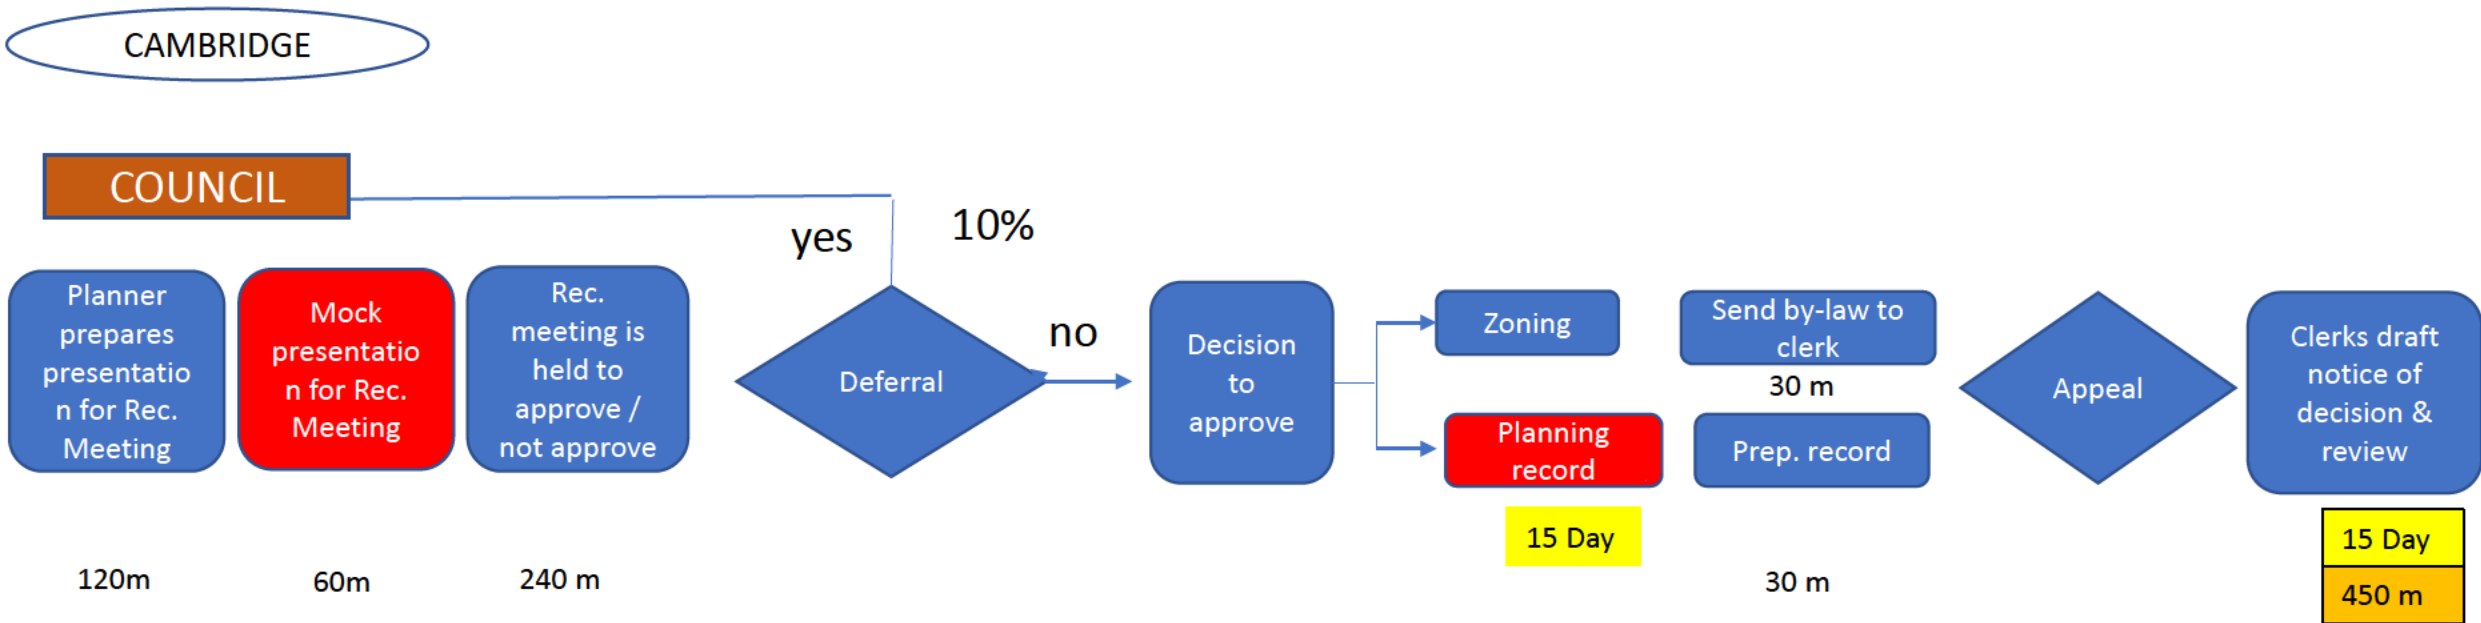 CAMBRIDGE
COUNCIL
yes
10%
Planner
prepares
presentatio
n for Rec.
Meeting
Mock
presentatio
n for Rec.
Meeting
Rec.
meeting is
held to
approve /
not approve
Deferral
no
Decision
to
approve
Zoning
Send by-law to
clerk
30 m
Planning
record
Prep. record
Appeal
Clerks draft
notice of
decision &
review
120m
60m
240 m
15 Day
30 m
15 Day
450 m